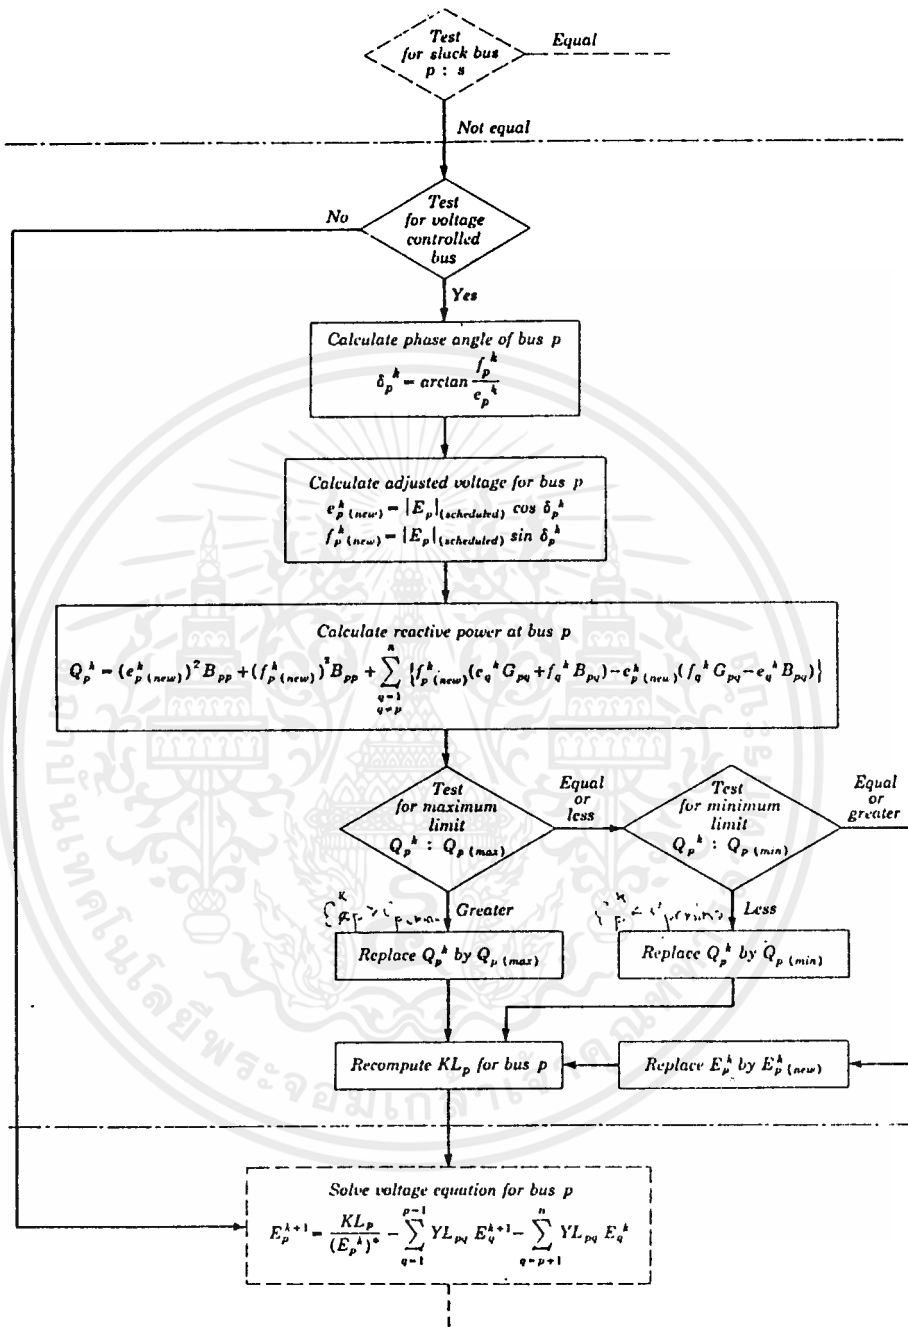 Test
for slack bus
p : s
Equal
Not equal
Test
for voltage
controlled
bus
No
Yes
Calculate phase angle of bus p
δ_p^k = arctan f_p^k / e_p^k
Calculate adjusted voltage for bus p
e_p^k (new) = |E_p| (scheduled) cos δ_p^k
f_p^k (new) = |E_p| (scheduled) sin δ_p^k
Calculate reactive power at bus p
Q_p^k = (e_p^k (new))^2 B_pp + (f_p^k (new))^2 B_pp + ∑_{q=1, q≠p}^{n} {f_p^k (new) (e_q^k G_pq + f_q^k B_pq) − e_p^k (new) (f_q^k G_pq − e_q^k B_pq)}
Test
for maximum
limit
Q_p^k : Q_p (max)
Equal
or
less
Test
for minimum
limit
Q_p^k : Q_p (min)
Equal
or
greater
Greater
Less
Replace Q_p^k by Q_p (max)
Replace Q_p^k by Q_p (min)
Recompute KL_p for bus p
Replace E_p^k by E_p^k (new)
Solve voltage equation for bus p
E_p^{k+1} = KL_p / (E_p^k)* − ∑_{q=1}^{p−1} YL_pq E_q^{k+1} − ∑_{q=p+1}^{n} YL_pq E_q^k